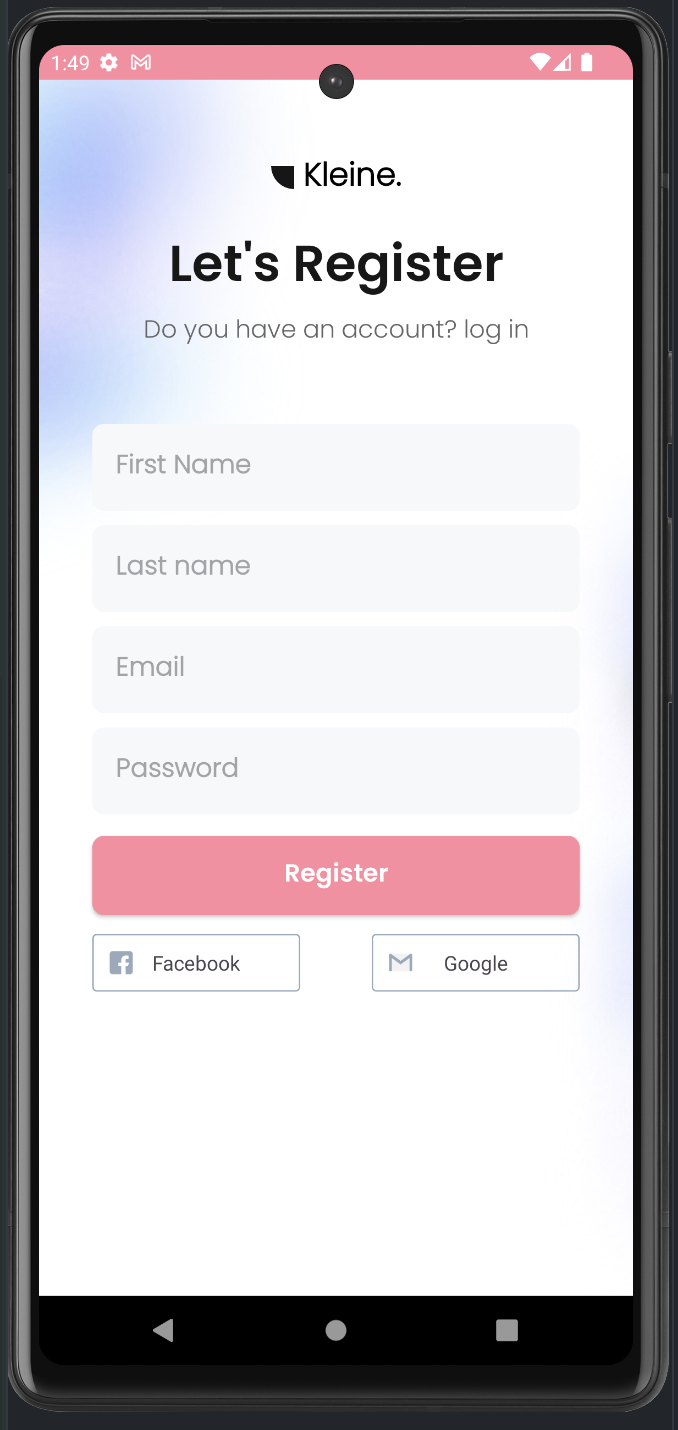 1:49
Kleine.
Let's Register
Do you have an account? log in
First Name
Last name
Email
Password
Register
Facebook
Google